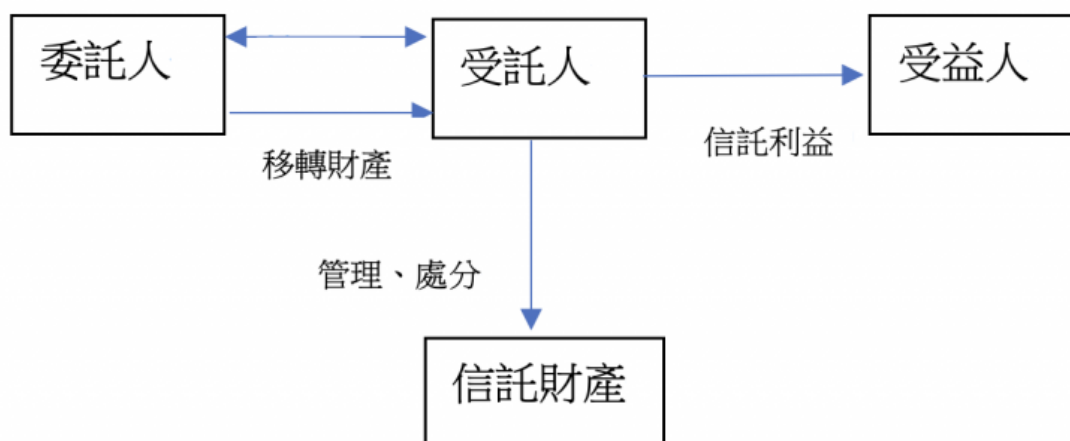 委託人
受託人
受益人
移轉財產
信託利益
管理、處分
信託財產